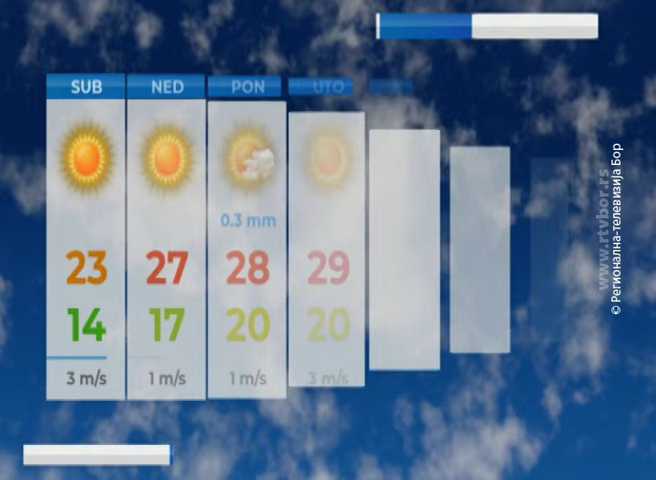 SUB NED PON UTO
0.3 mm
23 27 28 29
14 17 20 20
3 m/s 1 m/s 1 m/s 3 m/s
www.rtvbor.rs
© Регионална-телевизија Бор